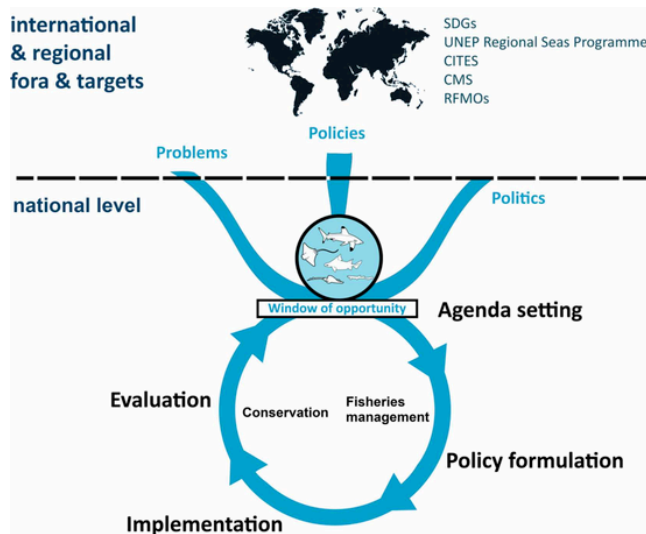 international
& regional
fora & targets
SDGs
UNEP Regional Seas Programme
CITES
CMS
RFMOs
Policies
Problems
Politics
national level
Window of opportunity
Agenda setting
Evaluation
Conservation
Fisheries
management
Policy formulation
Implementation